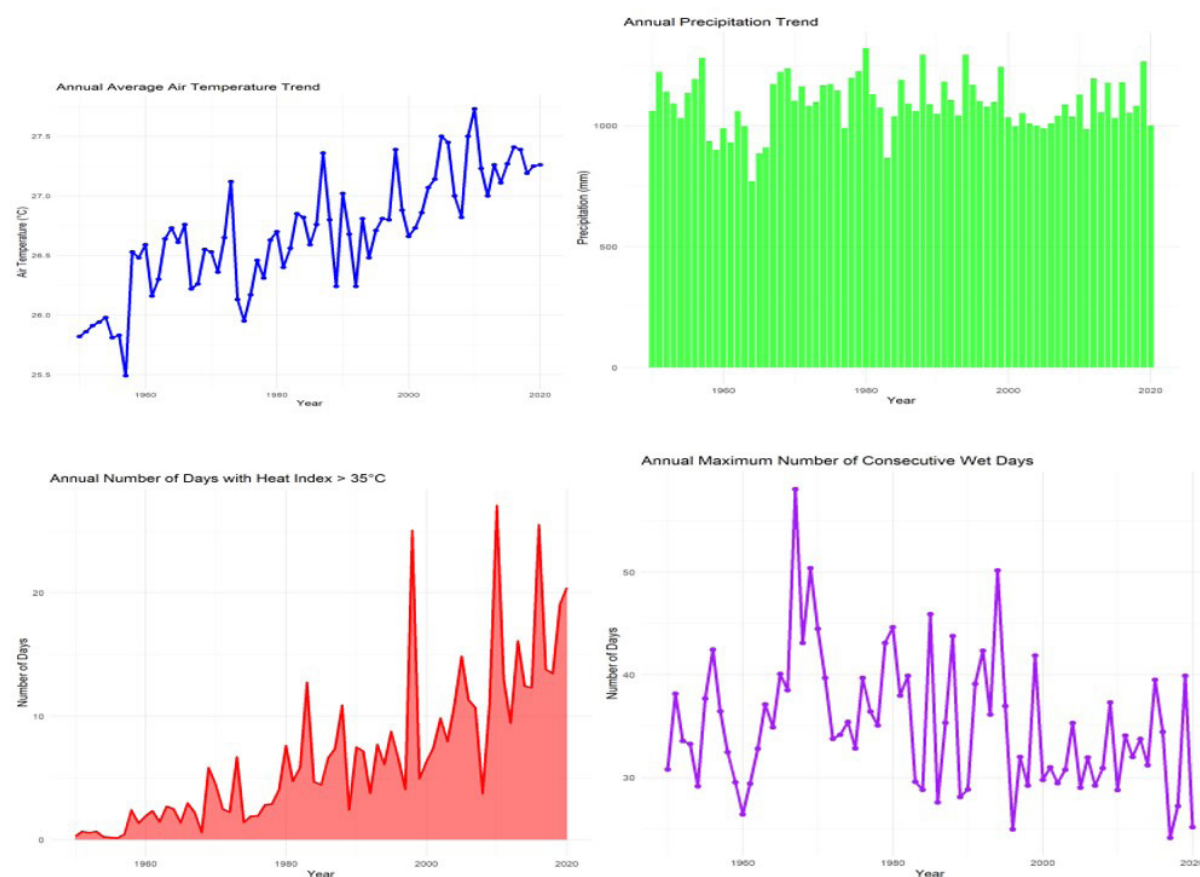 Annual Average Air Temperature Trend
27.5
27.0
26.5
26.0
25.5
Air Temperature (°C)
1960
1980
2000
2020
Year
Annual Precipitation Trend
1000
500
0
Precipitation (mm)
1960
1980
2000
2020
Year
Annual Number of Days with Heat Index > 35°C
20
10
0
Number of Days
1960
1980
2000
2020
Year
Annual Maximum Number of Consecutive Wet Days
50
40
30
Number of Days
1960
1980
2000
2020
Year